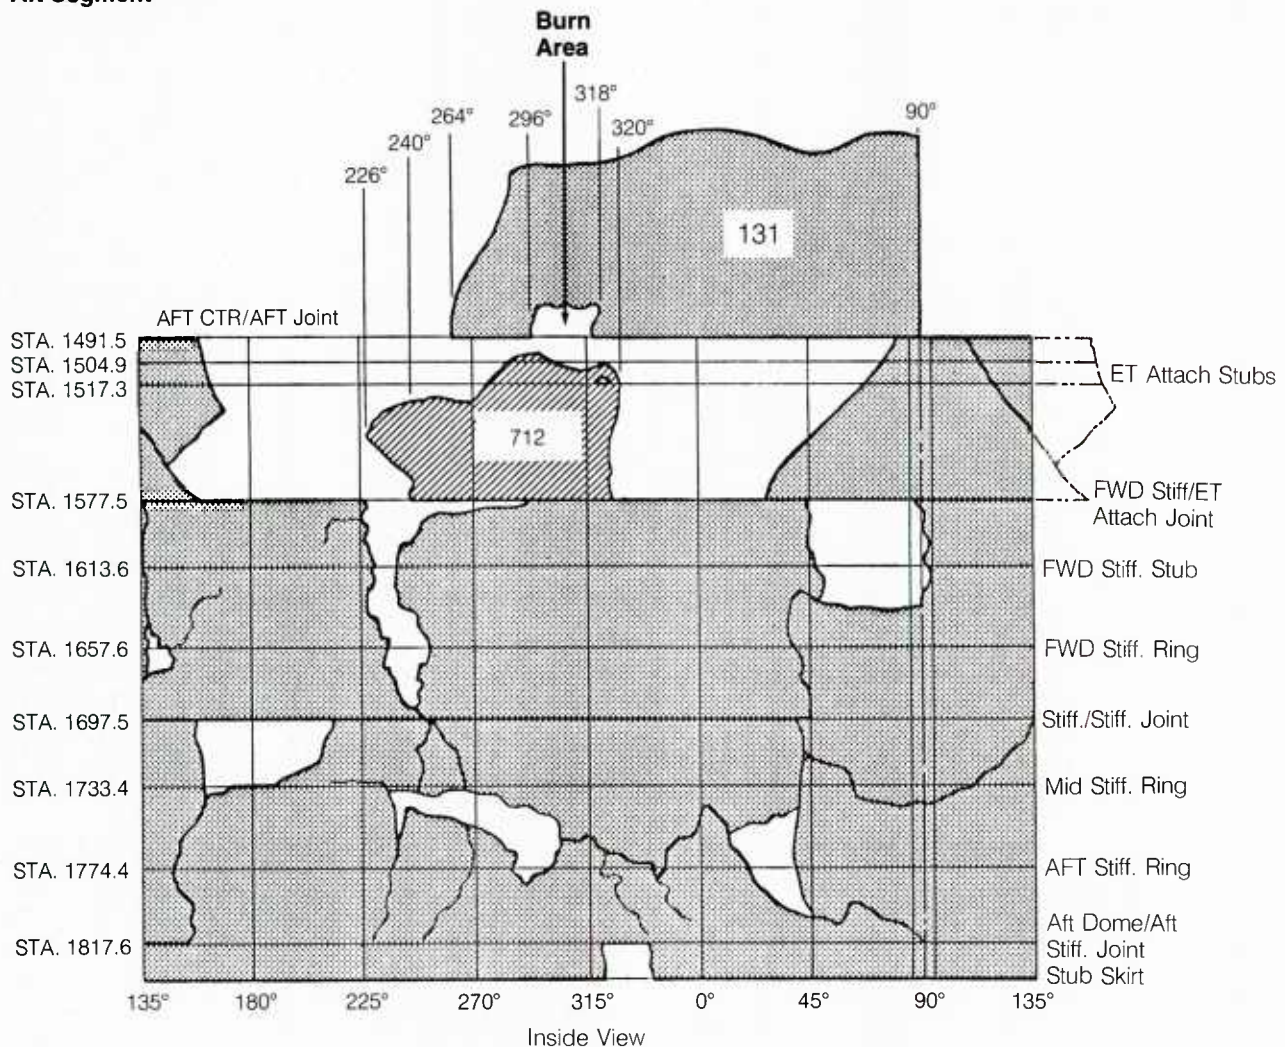 Aft Segment
Burn
Area
318°
264°
296°
90°
320°
240°
226°
131
AFT CTR/AFT Joint
STA. 1491.5
STA. 1504.9
ET Attach Stubs
STA. 1517.3
712
STA. 1577.5
FWD Stiff/ET
Attach Joint
STA. 1613.6
FWD Stiff. Stub
STA. 1657.6
FWD Stiff. Ring
STA. 1697.5
Stiff./Stiff. Joint
STA. 1733.4
Mid Stiff. Ring
STA. 1774.4
AFT Stiff. Ring
Aft Dome/Aft
STA. 1817.6
Stiff. Joint
Stub Skirt
135° 180° 225° 270° 315° 0° 45° 90° 135°
Inside View